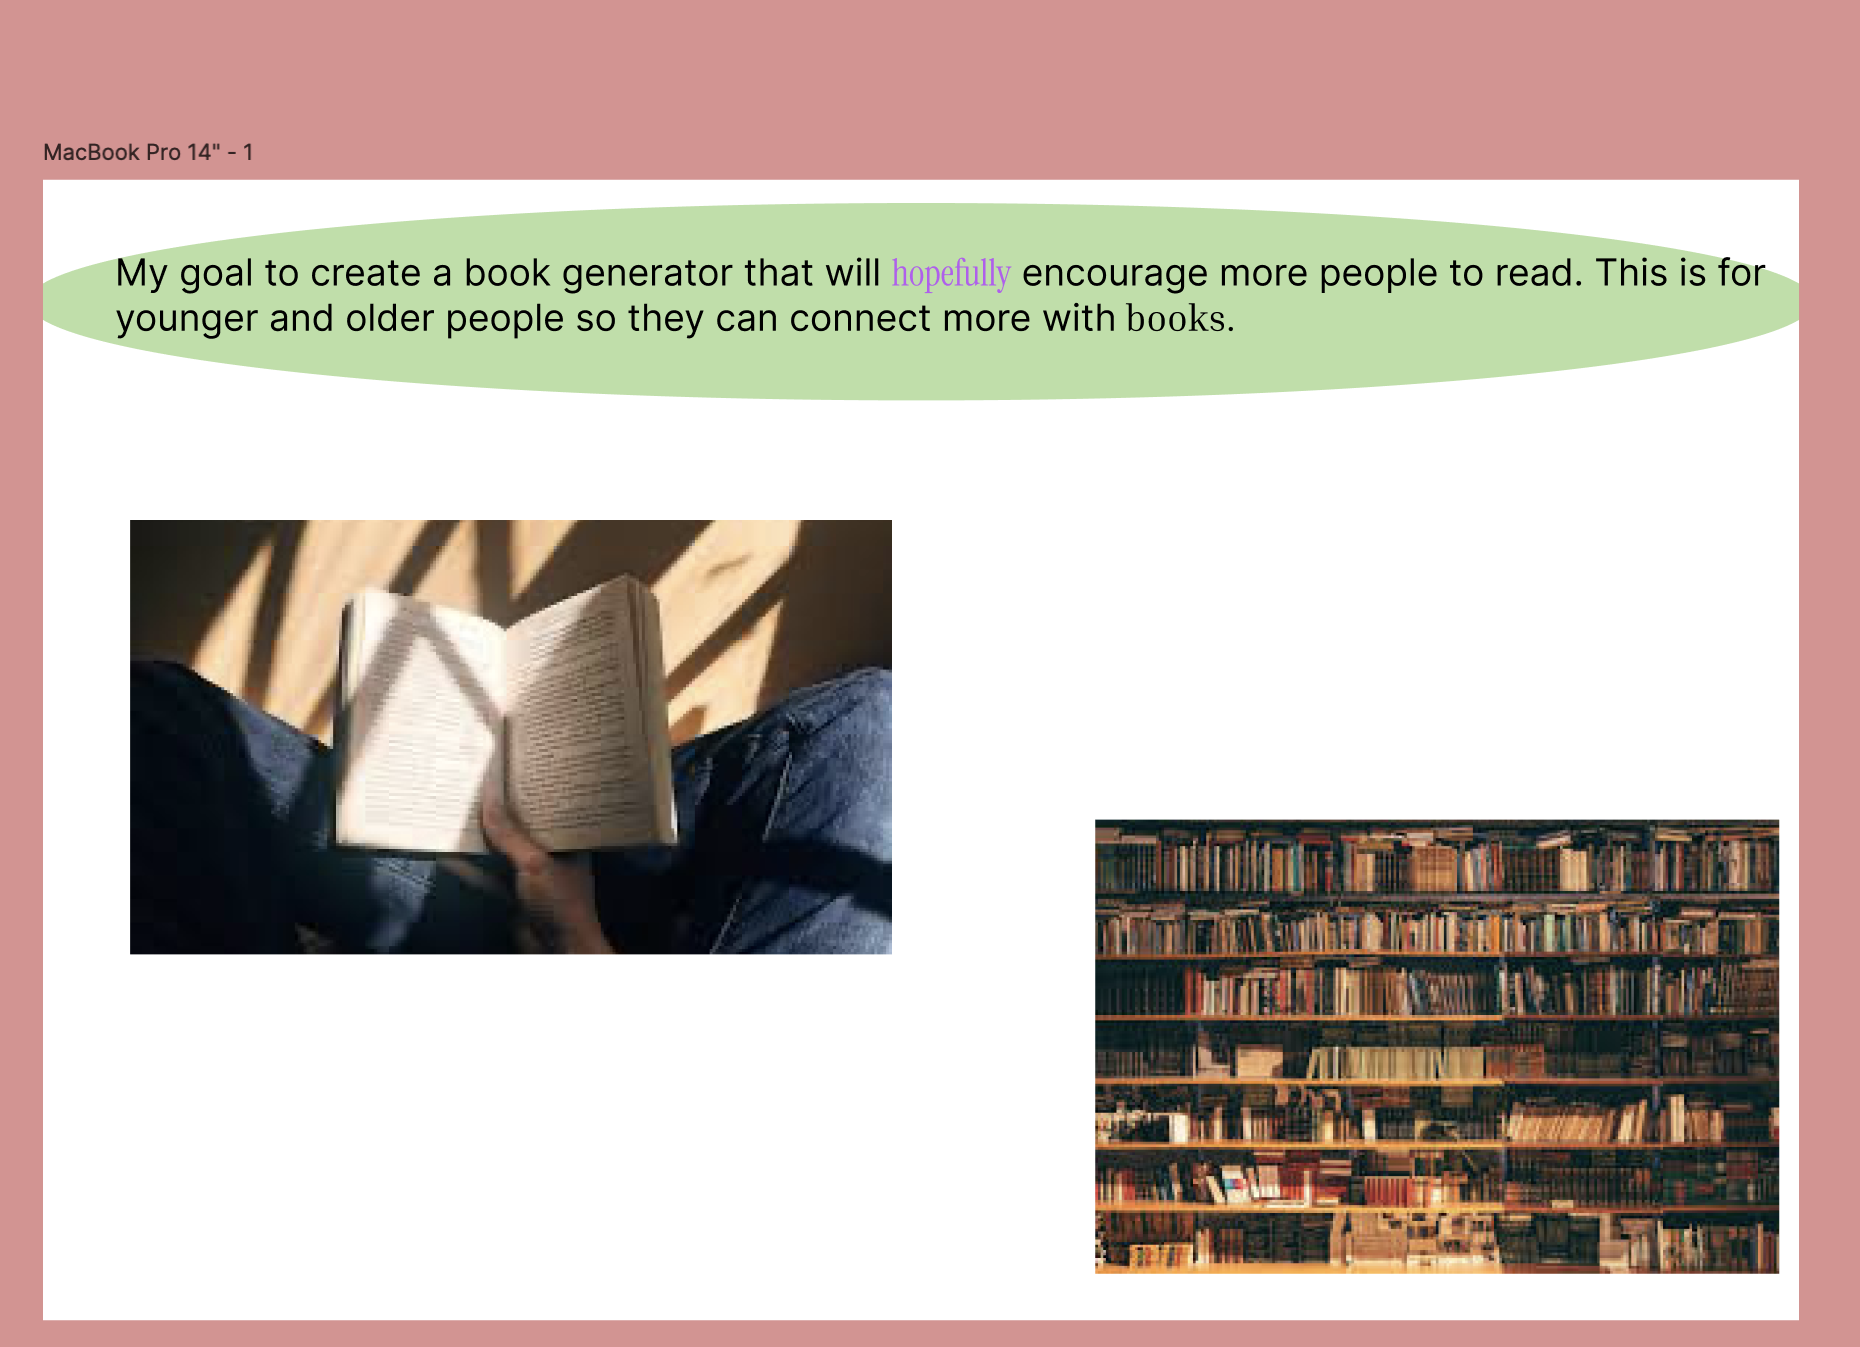 MacBook Pro 14" - 1
My goal to create a book generator that will hopefully encourage more people to read. This is for
younger and older people so they can connect more with books.